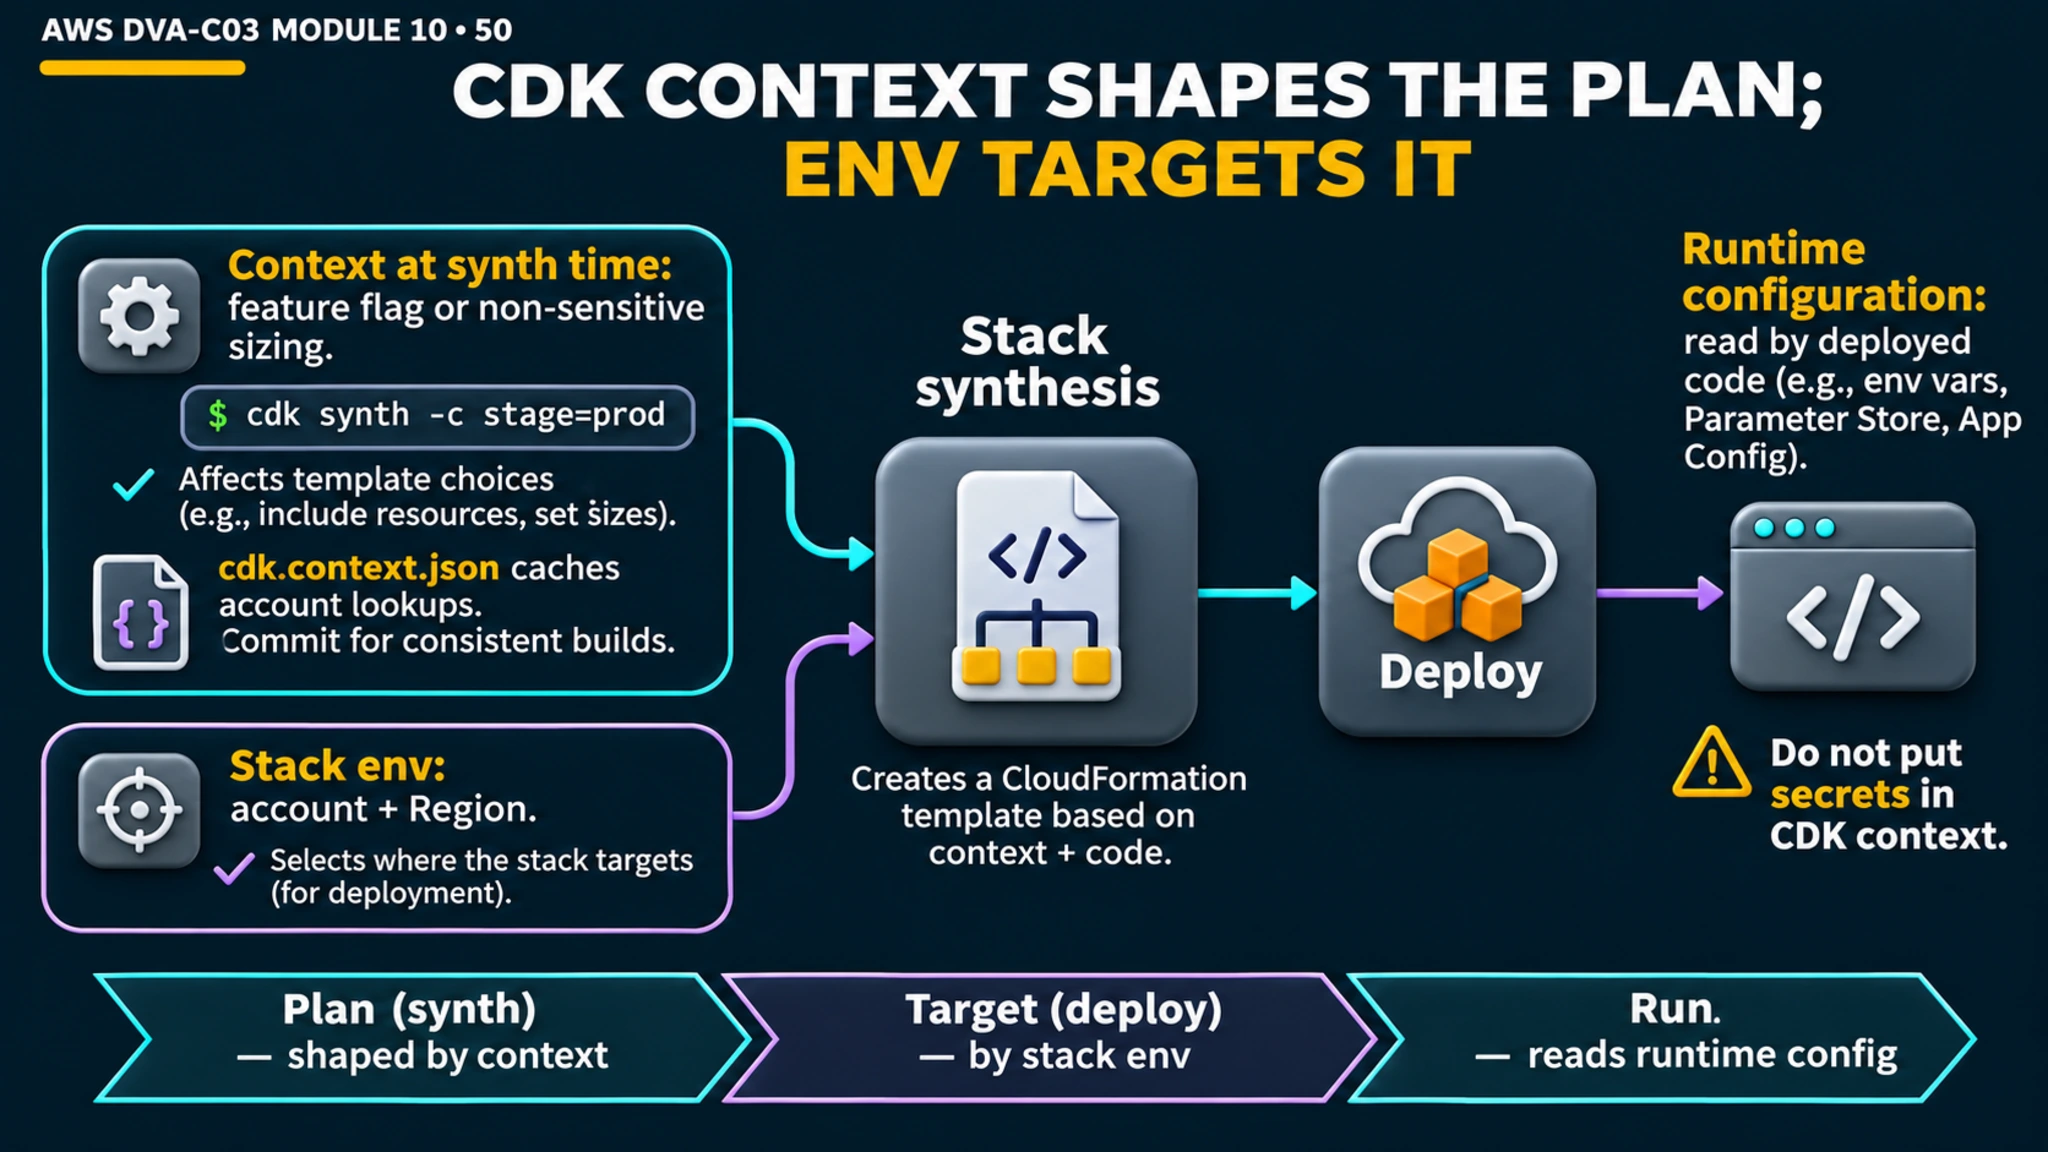 AWS DVA-C03 MODULE 10 • 50
CDK CONTEXT SHAPES THE PLAN;
ENV TARGETS IT
Context at synth time:
feature flag or non-sensitive
sizing.
$ cdk synth -c stage=prod
Affects template choices
(e.g., include resources, set sizes).
cdk.context.json caches
account lookups.
Commit for consistent builds.
Stack env:
account + Region.
Selects where the stack targets
(for deployment).
Stack
synthesis
</>
Creates a CloudFormation
template based on
context + code.
Deploy
Runtime
configuration:
read by deployed
code (e.g., env vars,
Parameter Store, App
Config).
</>
Do not put
secrets in
CDK context.
Plan (synth)
— shaped by context
Target (deploy)
— by stack env
Run.
— reads runtime config